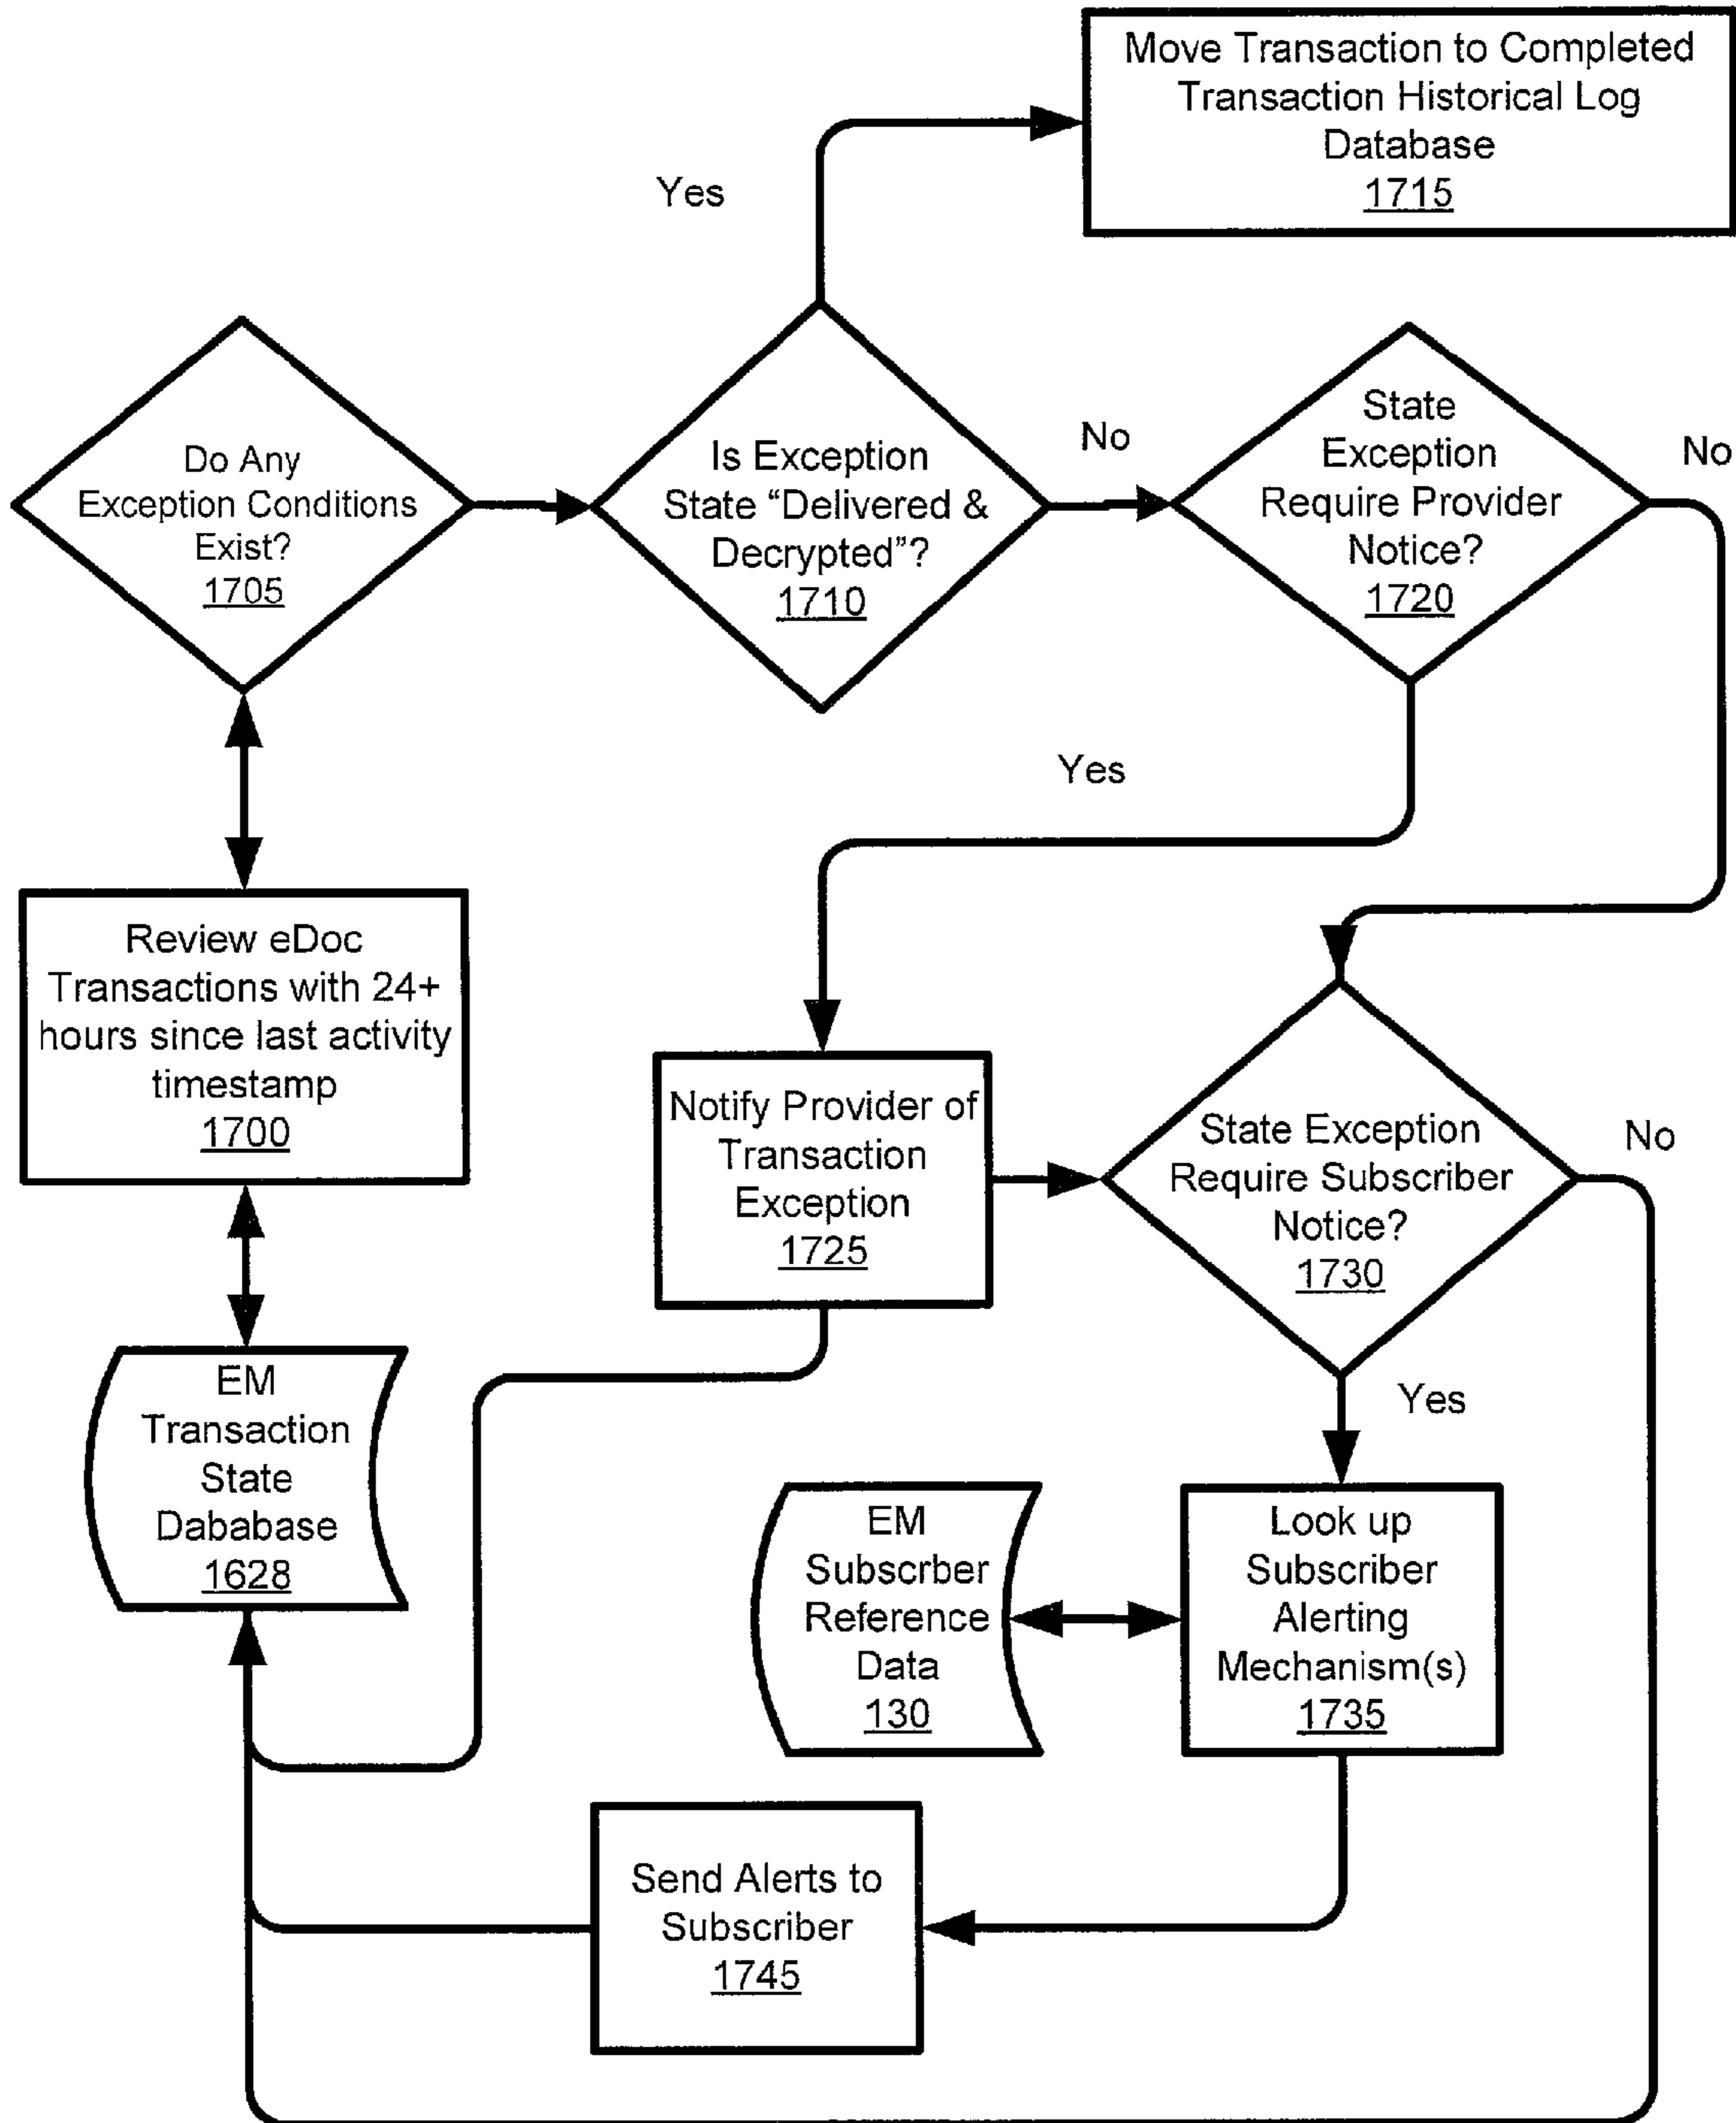 Move Transaction to Completed
Transaction Historical Log
Database
1715
Yes
Do Any
Exception Conditions
Exist?
1705
Is Exception
State “Delivered &
Decrypted”?
1710
No
State
Exception
Require Provider
Notice?
1720
No
Yes
Review eDoc
Transactions with 24+
hours since last activity
timestamp
1700
Notify Provider of
Transaction
Exception
1725
State Exception
Require Subscriber
Notice?
1730
No
Yes
EM
Transaction
State
Dababase
1628
EM
Subscrber
Reference
Data
130
Look up
Subscriber
Alerting
Mechanism(s)
1735
Send Alerts to
Subscriber
1745